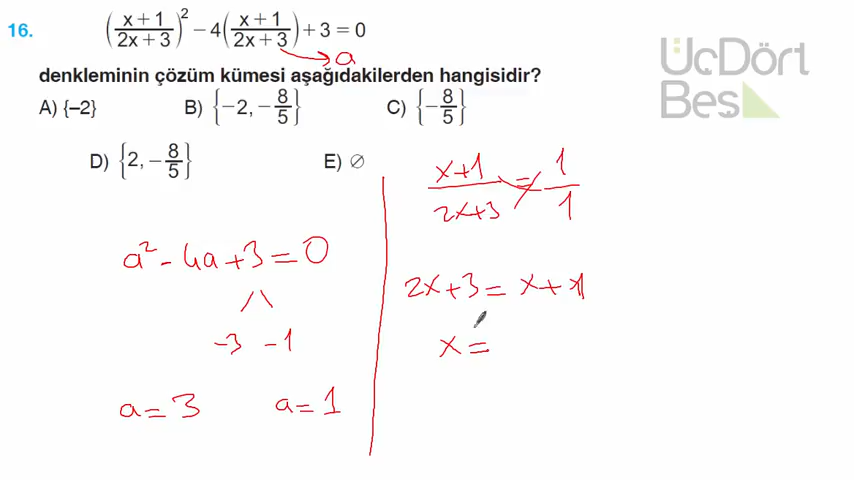 16. ((x+1)/(2x+3))² − 4((x+1)/(2x+3)) + 3 = 0
a
denkleminin çözüm kümesi aşağıdakilerden hangisidir?
A) {−2} B) {−2, −8/5} C) {−8/5}
D) {2, −8/5} E) ∅
ÜçDört
Beş
a² - 4a + 3 = 0
-3 -1
a = 3 a = 1
(x+1)/(2x+3) = 1/1
2x + 3 = x + 1
x =